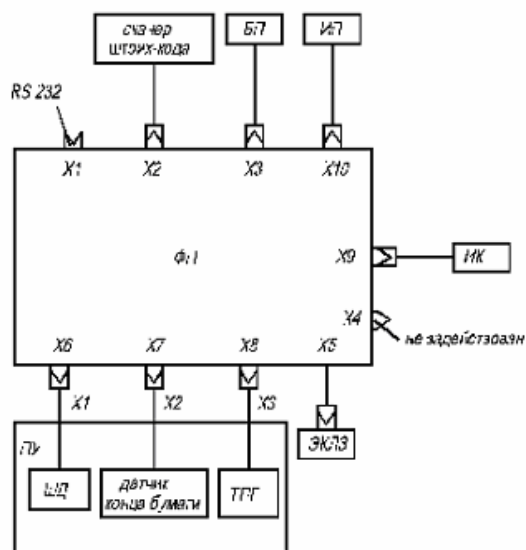 сканер
штрих-кода
БП
ИП
RS 232
X1
X2
X3
X10
X9
ИК
X4
не задействован
X6
X7
X8
X5
X1
X2
X3
ПУ
ЭКЛЗ
ШД
датчик
конца бумаги
ТПГ